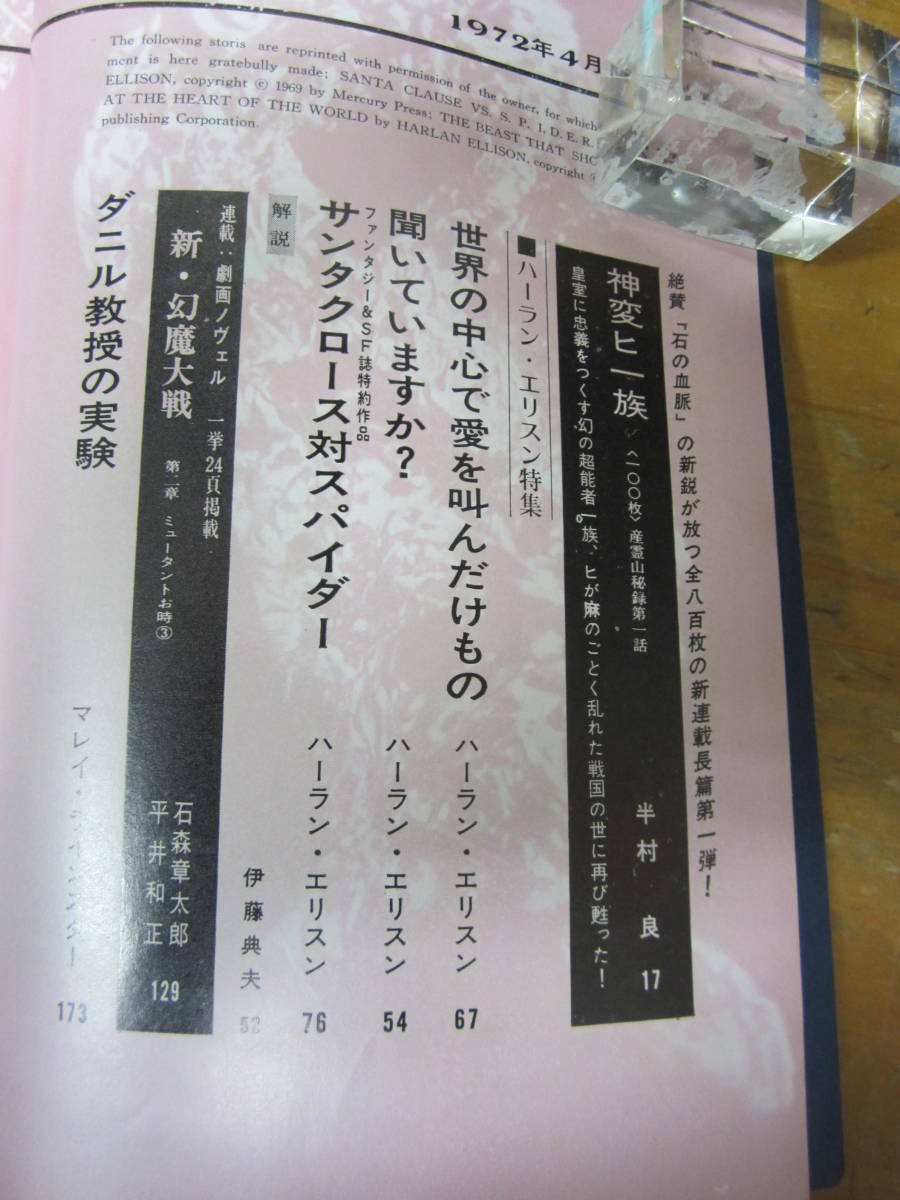 1972年4月
The following storis are reprinted with permission of the owner, for which
ment is here gratebully made; SANTA CLAUSE VS. S. P. I. D. E. R.
ELLISON, copyright © 1969 by Mercury Press; THE BEAST THAT SHO
AT THE HEART OF THE WORLD by HARLAN ELLISON, copyright
publishing Corporation.
絶賛「石の血脈」の新鋭が放つ全八百枚の新連載長篇第一弾！
神変ヒ一族 〈一〇〇枚〉産霊山秘録第一話 半村良 17
皇室に忠義をつくす幻の超能者一族、ヒが麻のごとく乱れた戦国の世に再び甦った！
■ハーラン・エリスン特集
世界の中心で愛を叫んだけもの ハーラン・エリスン 67
聞いていますか？ ハーラン・エリスン 54
ファンタジー&SF誌特約作品
サンタクロース対スパイダー ハーラン・エリスン 76
解説 伊藤典夫 52
連載：劇画ノヴェル 一挙24頁掲載
新・幻魔大戦 第二章 ミュータントお時③ 石森章太郎 平井和正 129
ダニル教授の実験 マレイ・ラインスター 173